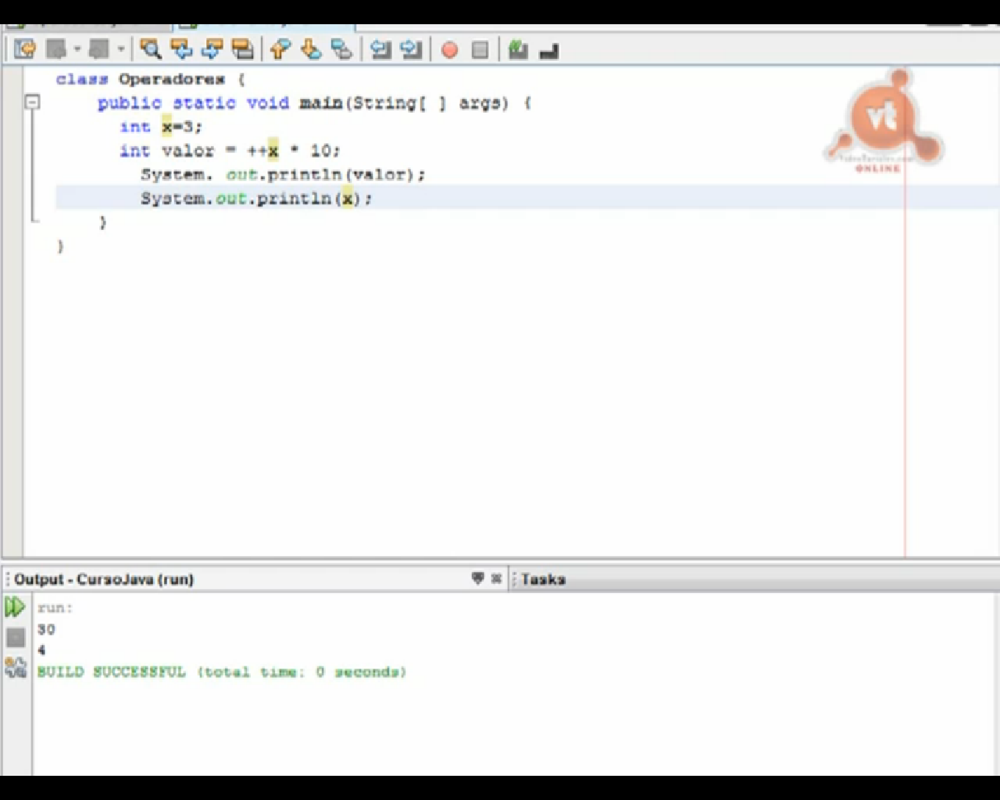 class Operadores {
public static void main(String[ ] args) {
int x=3;
int valor = ++x * 10;
System. out.println(valor);
System.out.println(x);
}
}
vt
ONLINE
Output - CursoJava (run)
Tasks
run:
30
4
BUILD SUCCESSFUL (total time: 0 seconds)